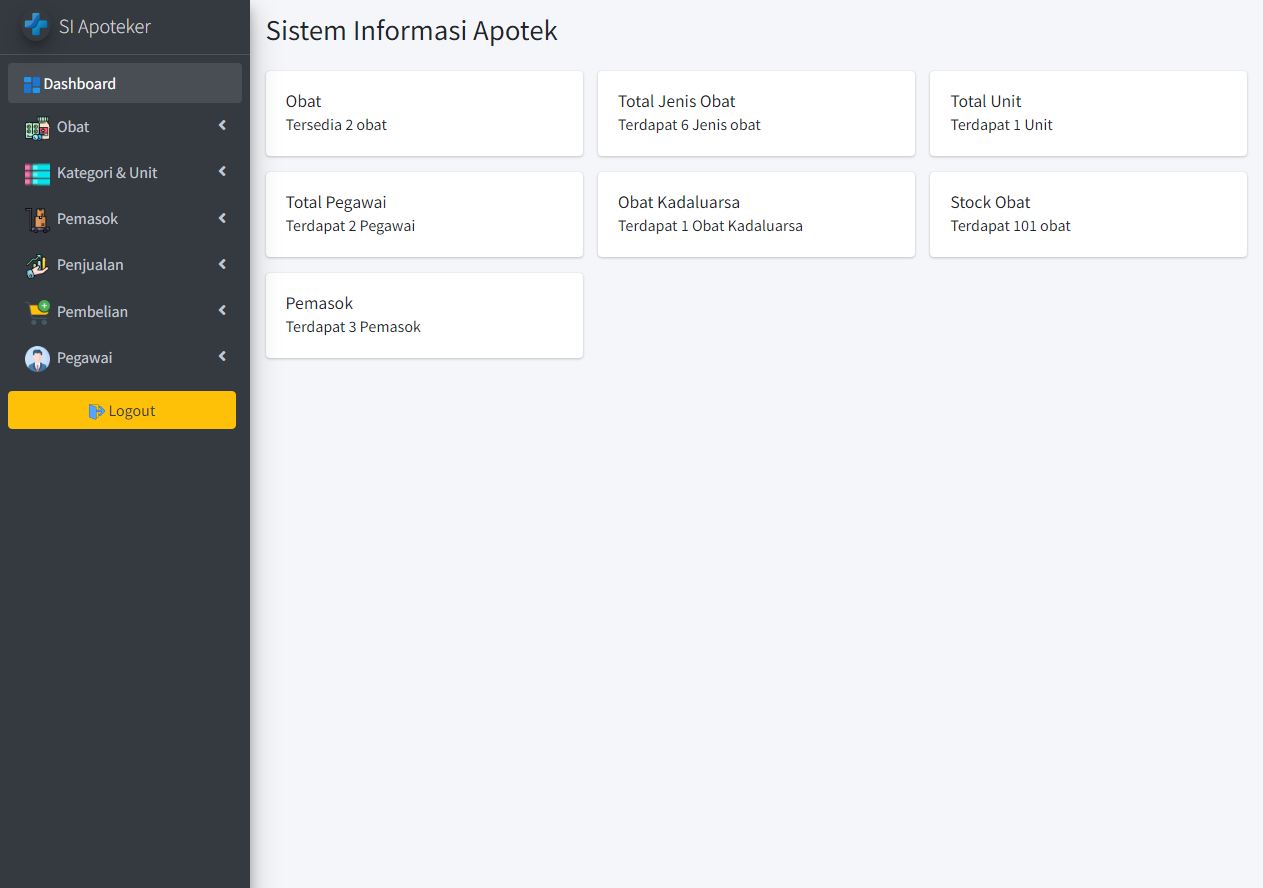 SI Apoteker
Dashboard
Obat
Kategori & Unit
Pemasok
Penjualan
Pembelian
Pegawai
Logout
Sistem Informasi Apotek
Obat
Tersedia 2 obat
Total Jenis Obat
Terdapat 6 Jenis obat
Total Unit
Terdapat 1 Unit
Total Pegawai
Terdapat 2 Pegawai
Obat Kadaluarsa
Terdapat 1 Obat Kadaluarsa
Stock Obat
Terdapat 101 obat
Pemasok
Terdapat 3 Pemasok